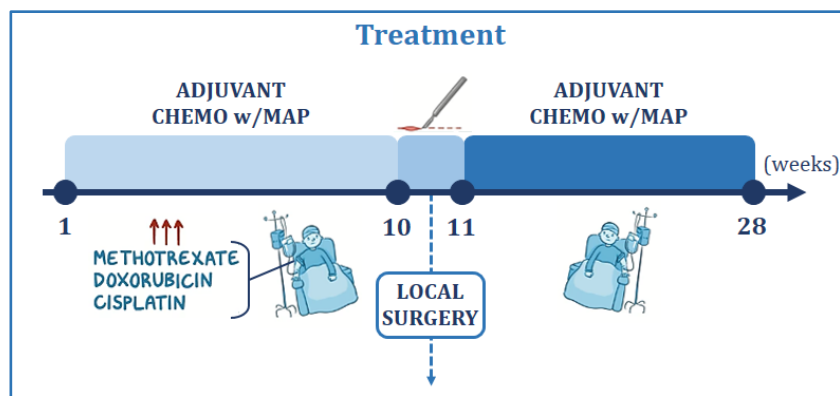 Treatment
ADJUVANT
CHEMO w/MAP
ADJUVANT
CHEMO w/MAP
(weeks)
1
10
11
28
METHOTREXATE
DOXORUBICIN
CISPLATIN
LOCAL
SURGERY